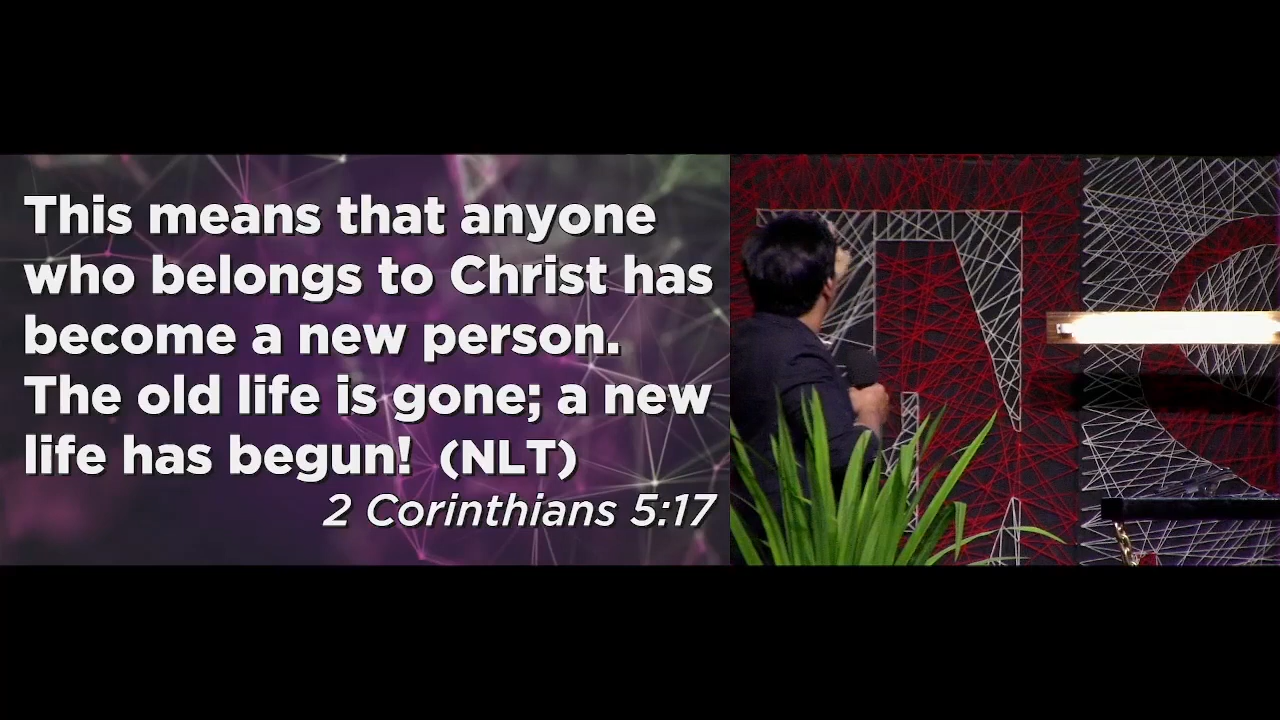 This means that anyone
who belongs to Christ has
become a new person.
The old life is gone; a new
life has begun! (NLT)
2 Corinthians 5:17